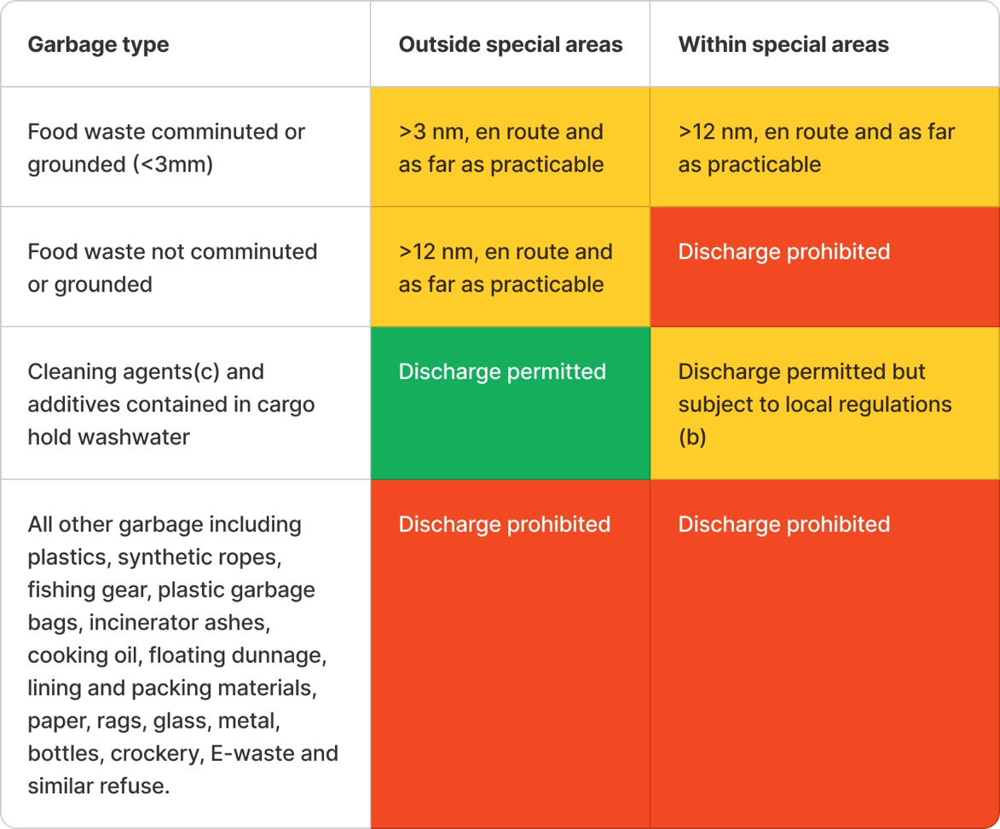 Garbage type
Outside special areas
Within special areas
Food waste comminuted or
grounded (<3mm)
>3 nm, en route and
as far as practicable
>12 nm, en route and as far
as practicable
Food waste not comminuted
or grounded
>12 nm, en route and
as far as practicable
Discharge prohibited
Cleaning agents(c) and
additives contained in cargo
hold washwater
Discharge permitted
Discharge permitted but
subject to local regulations
(b)
All other garbage including
plastics, synthetic ropes,
fishing gear, plastic garbage
bags, incinerator ashes,
cooking oil, floating dunnage,
lining and packing materials,
paper, rags, glass, metal,
bottles, crockery, E-waste and
similar refuse.
Discharge prohibited
Discharge prohibited